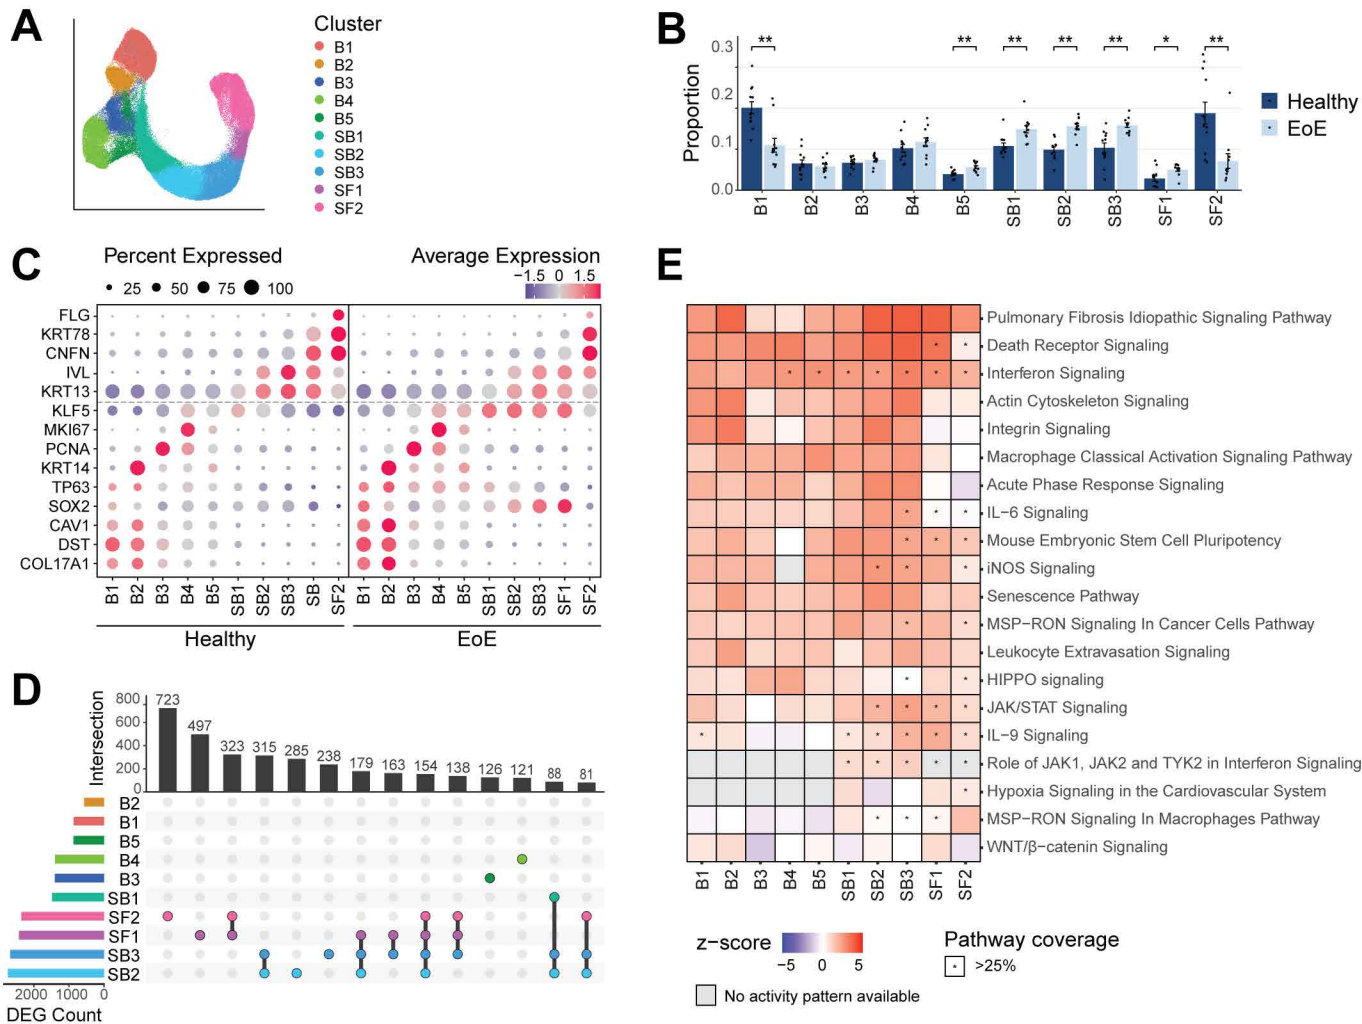 A
Cluster
B1
B2
B3
B4
B5
SB1
SB2
SB3
SF1
SF2
B
Proportion
0.3
0.2
0.1
0.0
** ** ** ** ** * **
B1 B2 B3 B4 B5 SB1 SB2 SB3 SF1 SF2
Healthy
EoE
C
Percent Expressed
25 50 75 100
Average Expression
−1.5 0 1.5
FLG
KRT78
CNFN
IVL
KRT13
KLF5
MKI67
PCNA
KRT14
TP63
SOX2
CAV1
DST
COL17A1
B1 B2 B3 B4 B5 SB1 SB2 SB3 SB SF2 B1 B2 B3 B4 B5 SB1 SB2 SB3 SF1 SF2
Healthy EoE
D
Intersection
800
600
400
200
0
723 497 323 315 285 238 179 163 154 138 126 121 88 81
B2
B1
B5
B4
B3
SB1
SF2
SF1
SB3
SB2
2000 1000 0
DEG Count
E
Pulmonary Fibrosis Idiopathic Signaling Pathway
Death Receptor Signaling
Interferon Signaling
Actin Cytoskeleton Signaling
Integrin Signaling
Macrophage Classical Activation Signaling Pathway
Acute Phase Response Signaling
IL−6 Signaling
Mouse Embryonic Stem Cell Pluripotency
iNOS Signaling
Senescence Pathway
MSP−RON Signaling In Cancer Cells Pathway
Leukocyte Extravasation Signaling
HIPPO signaling
JAK/STAT Signaling
IL−9 Signaling
Role of JAK1, JAK2 and TYK2 in Interferon Signaling
Hypoxia Signaling in the Cardiovascular System
MSP−RON Signaling In Macrophages Pathway
WNT/β−catenin Signaling
B1 B2 B3 B4 B5 SB1 SB2 SB3 SF1 SF2
z−score
−5 0 5
Pathway coverage
* >25%
No activity pattern available